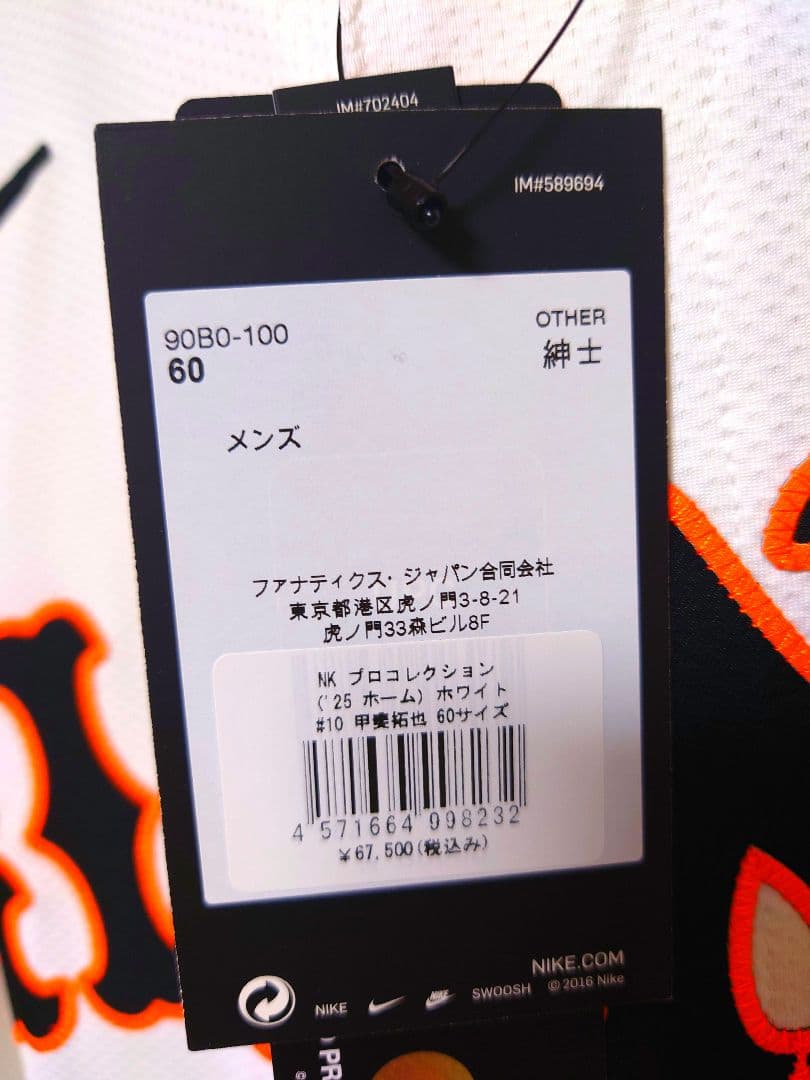 IM#702404
IM#589694
90B0-100
OTHER
60
紳士
メンズ
ファナティクス・ジャパン合同会社
東京都港区虎ノ門3-8-21
虎ノ門33森ビル8F
NK プロコレクション
('25 ホーム) ホワイト
#10 甲斐拓也 60サイズ
4 571664 998232
¥67,500(税込み)
NIKE.COM
NIKE
NIKE
SWOOSH
© 2016 Nike
PR